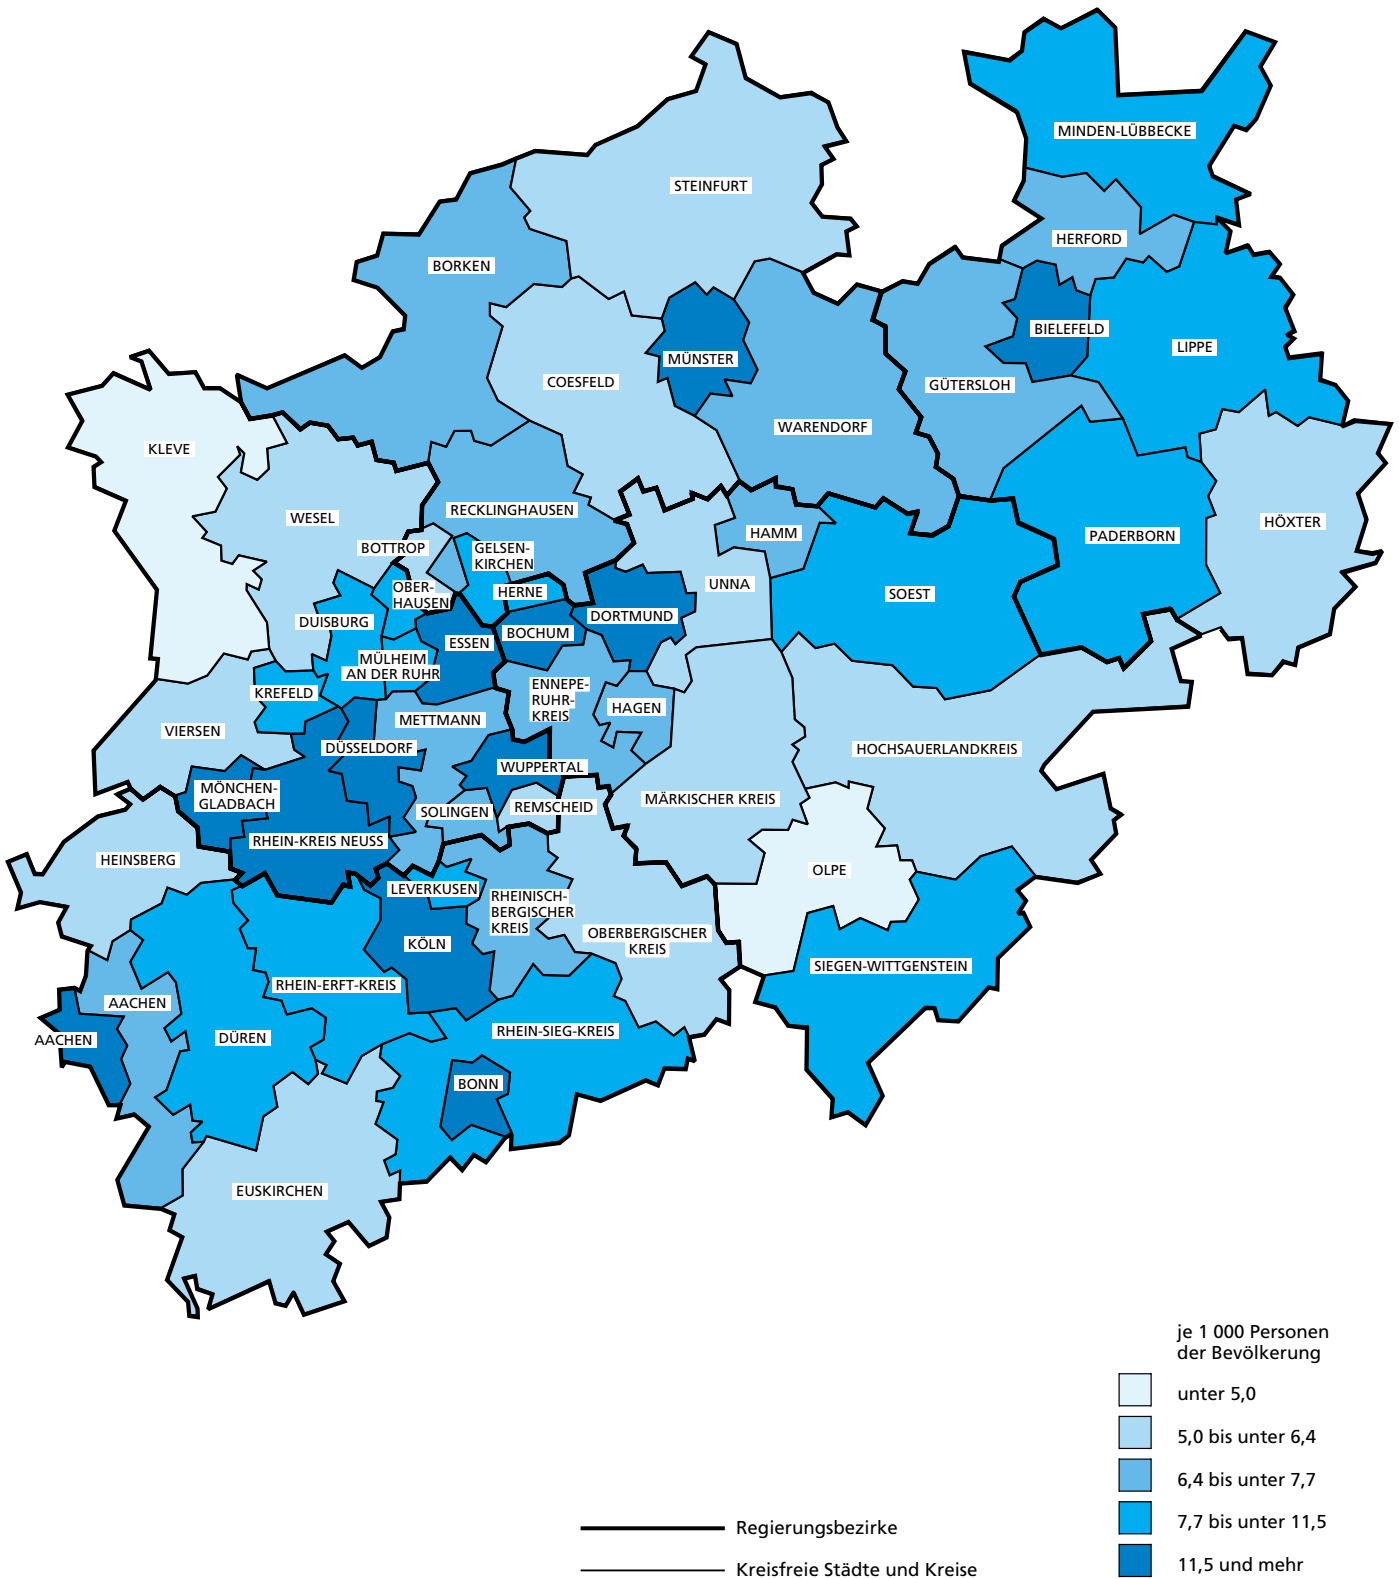 MINDEN-LÜBBECKE
STEINFURT
HERFORD
BORKEN
BIELEFELD
LIPPE
MÜNSTER
COESFELD
GÜTERSLOH
WARENDORF
KLEVE
RECKLINGHAUSEN
WESEL
HÖXTER
HAMM
PADERBORN
BOTTROP
GELSEN-
KIRCHEN
UNNA
OBER-
HAUSEN
HERNE
SOEST
DUISBURG
DORTMUND
BOCHUM
ESSEN
MÜLHEIM
AN DER RUHR
KREFELD
ENNEPE-
RUHR-
KREIS
HAGEN
METTMANN
VIERSEN
DÜSSELDORF
HOCHSAUERLANDKREIS
WUPPERTAL
MÖNCHEN-
GLADBACH
MÄRKISCHER KREIS
REMSCHEID
SOLINGEN
RHEIN-KREIS NEUSS
HEINSBERG
OLPE
LEVERKUSEN
RHEINISCH-
BERGISCHER
KREIS
OBERBERGISCHER
KREIS
KÖLN
SIEGEN-WITTGENSTEIN
RHEIN-ERFT-KREIS
AACHEN
RHEIN-SIEG-KREIS
DÜREN
AACHEN
BONN
EUSKIRCHEN
je 1 000 Personen
der Bevölkerung
unter 5,0
5,0 bis unter 6,4
6,4 bis unter 7,7
7,7 bis unter 11,5
11,5 und mehr
Regierungsbezirke
Kreisfreie Städte und Kreise